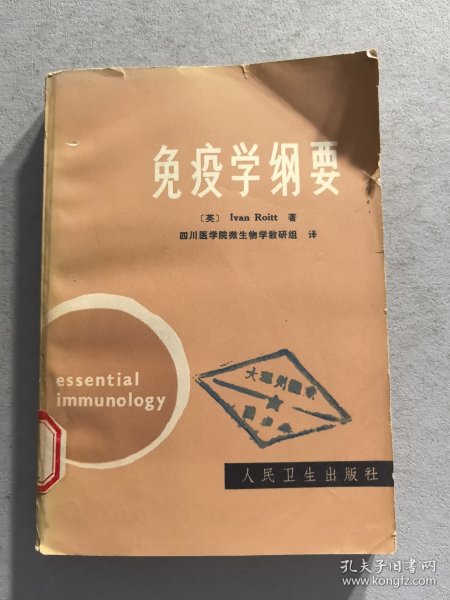 免疫学纲要
〔英〕 Ivan Roitt 著
四川医学院微生物学教研组 译
essential
immunology
人民卫生出版社
孔夫子旧书网
www.kongfz.com